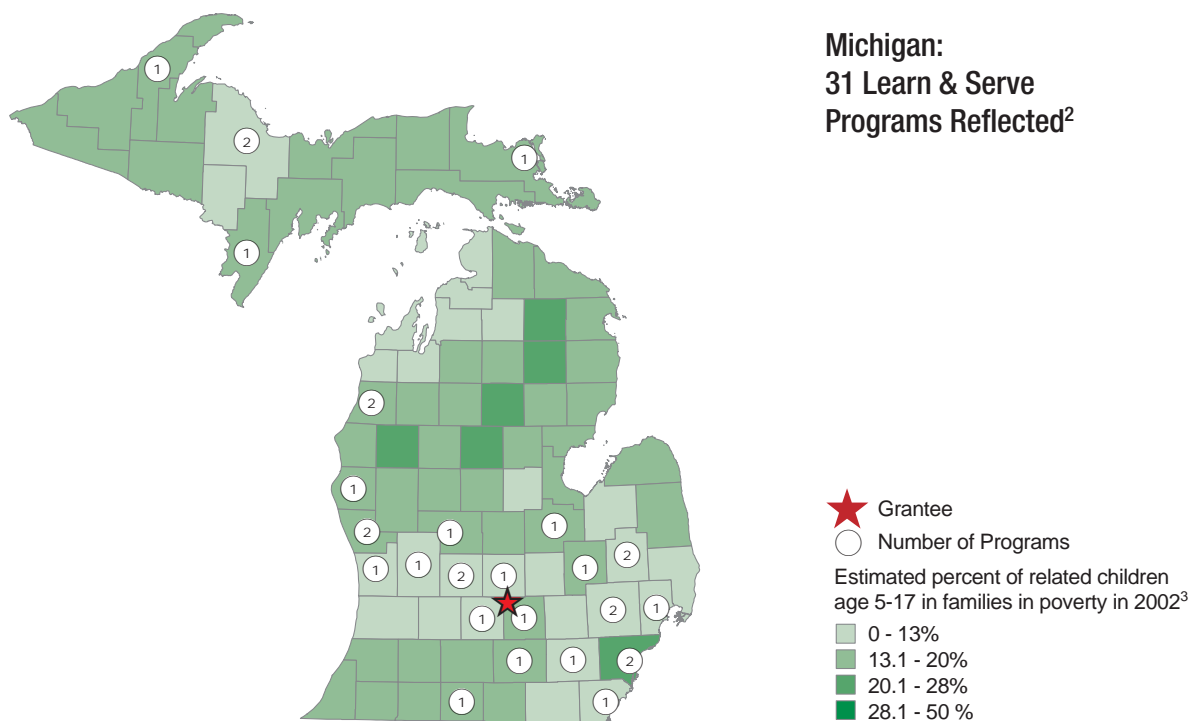 Michigan:
31 Learn & Serve
Programs Reflected²
1
2
1
1
2
1
2
1
1
1
1
2
1
1
2
1
1
2
1
1
1
2
1
1
Grantee
Number of Programs
Estimated percent of related children
age 5-17 in families in poverty in 2002³
0 - 13%
13.1 - 20%
20.1 - 28%
28.1 - 50 %